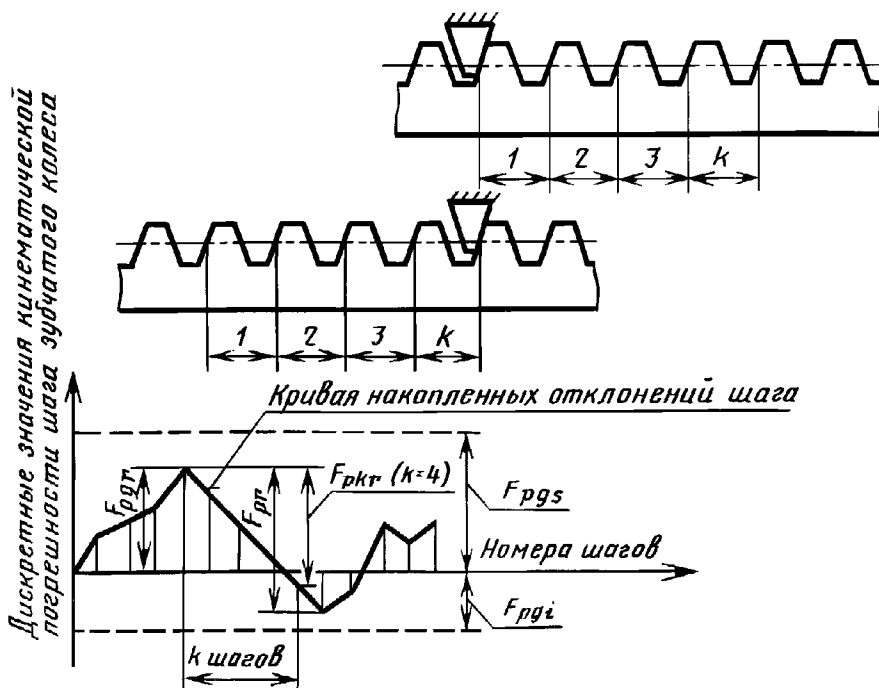 Дискретные значения кинематической
погрешности шага зубчатого колеса
1 2 3 k
1 2 3 k
Кривая накопленных отклонений шага
Fpgr
Fpr
Fpkr (k=4)
Fpgs
Номера шагов
Fpgi
k шагов